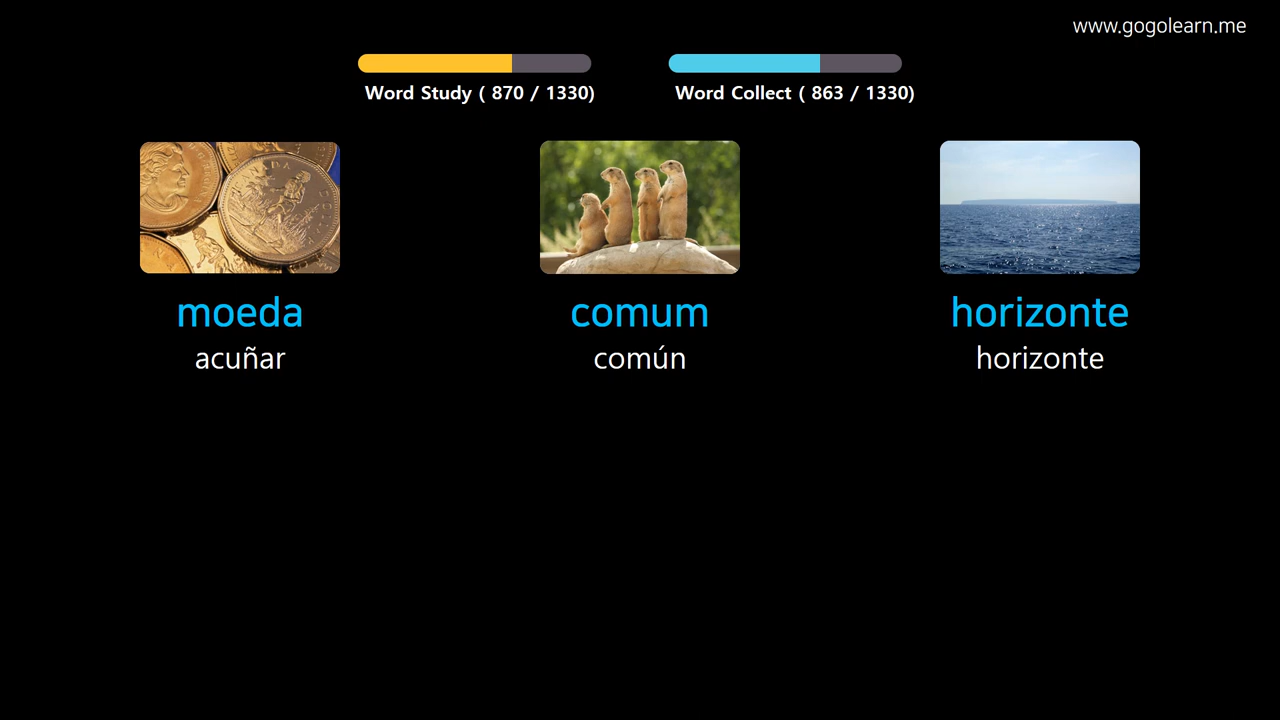 www.gogolearn.me
Word Study ( 870 / 1330)
Word Collect ( 863 / 1330)
moeda
comum
horizonte
acuñar
común
horizonte